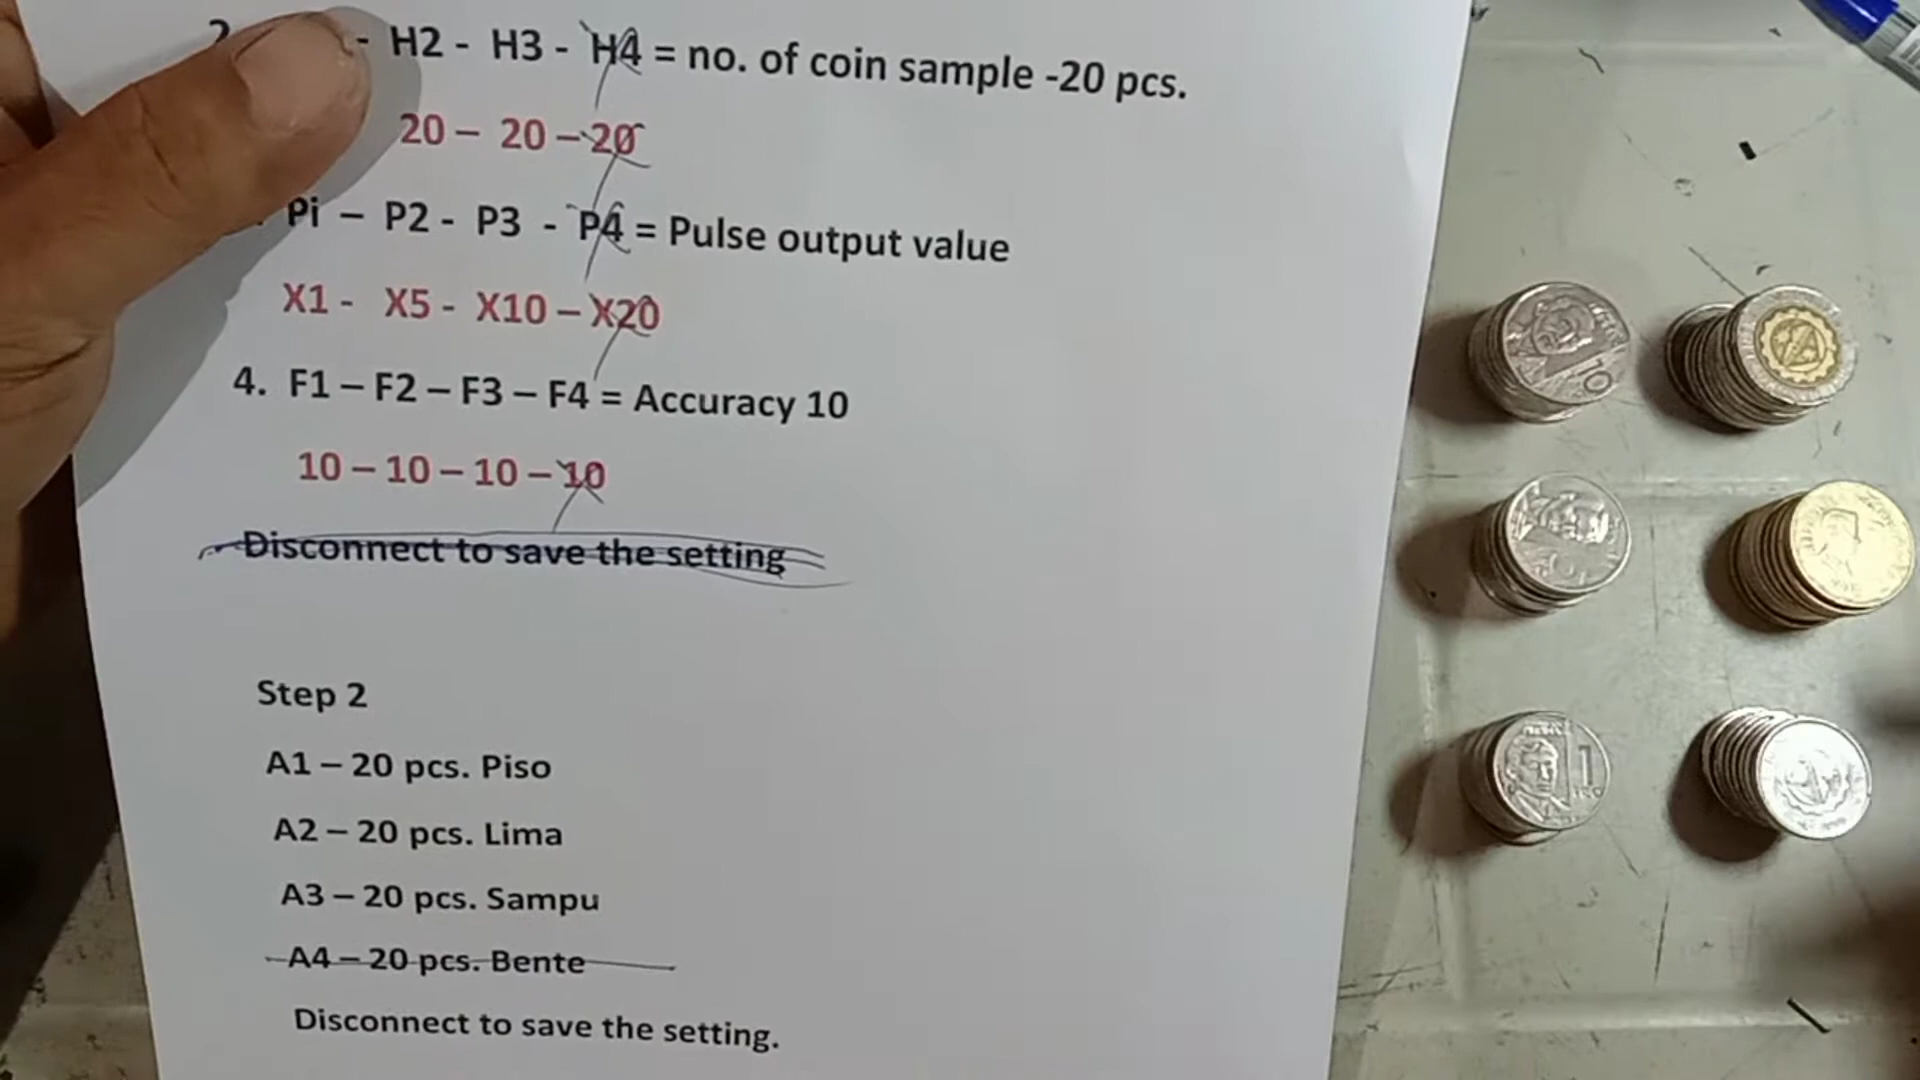 - H2 - H3 - H4 = no. of coin sample -20 pcs.
20 – 20 – 20
Pi – P2 - P3 - P4 = Pulse output value
X1 - X5 - X10 – X20
4. F1 – F2 – F3 – F4 = Accuracy 10
10 – 10 – 10 – 10
Disconnect to save the setting
Step 2
A1 – 20 pcs. Piso
A2 – 20 pcs. Lima
A3 – 20 pcs. Sampu
A4 – 20 pcs. Bente
Disconnect to save the setting.
10
1